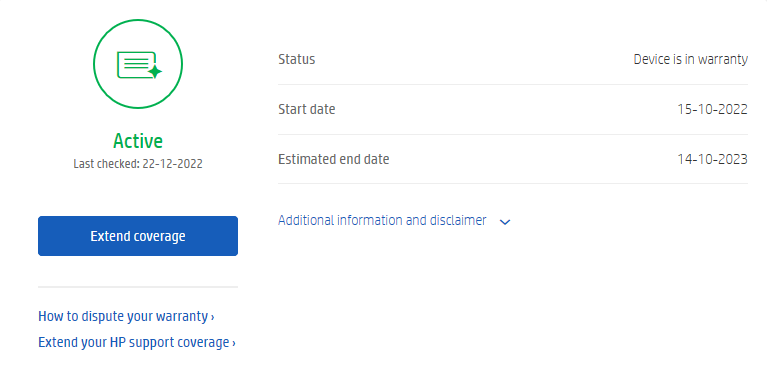 Active
Last checked: 22-12-2022
Extend coverage
How to dispute your warranty ›
Extend your HP support coverage ›
Status Device is in warranty
Start date 15-10-2022
Estimated end date 14-10-2023
Additional information and disclaimer